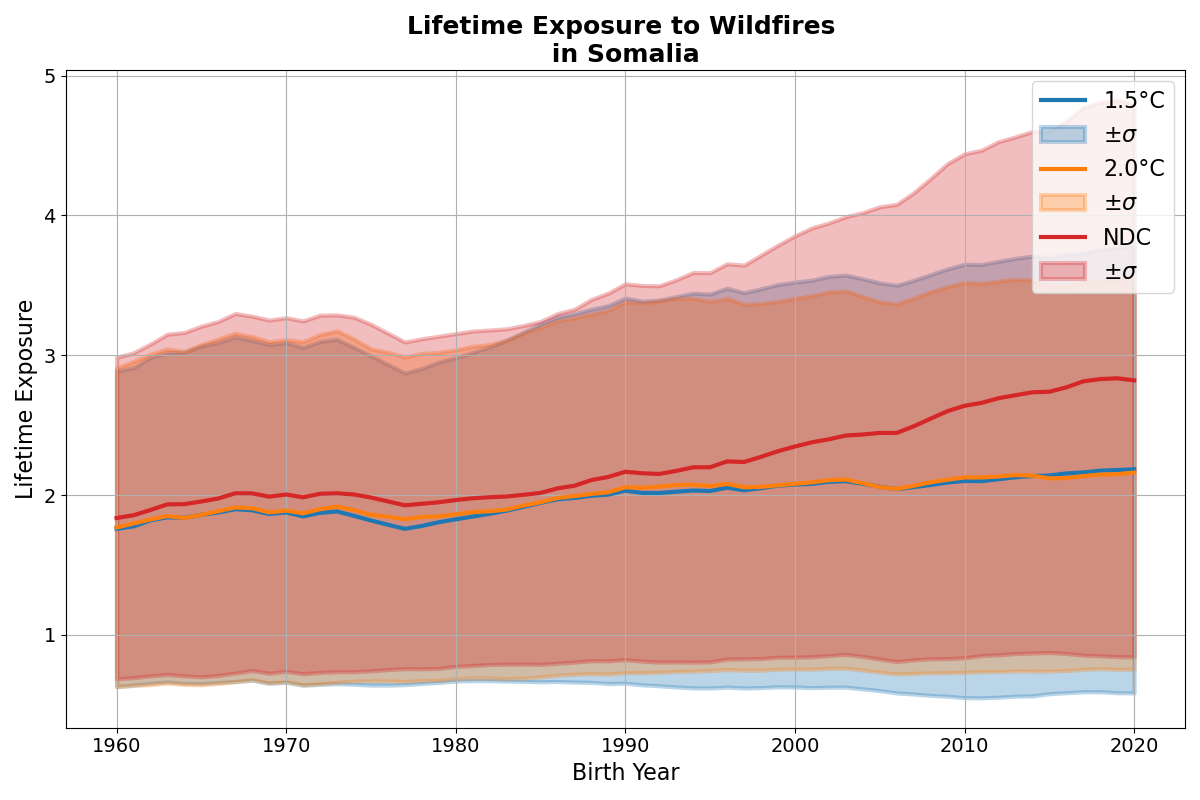 Lifetime Exposure to Wildfires
in Somalia
Lifetime Exposure
5
4
3
2
1
1960 1970 1980 1990 2000 2010 2020
Birth Year
1.5°C
±σ
2.0°C
±σ
NDC
±σ